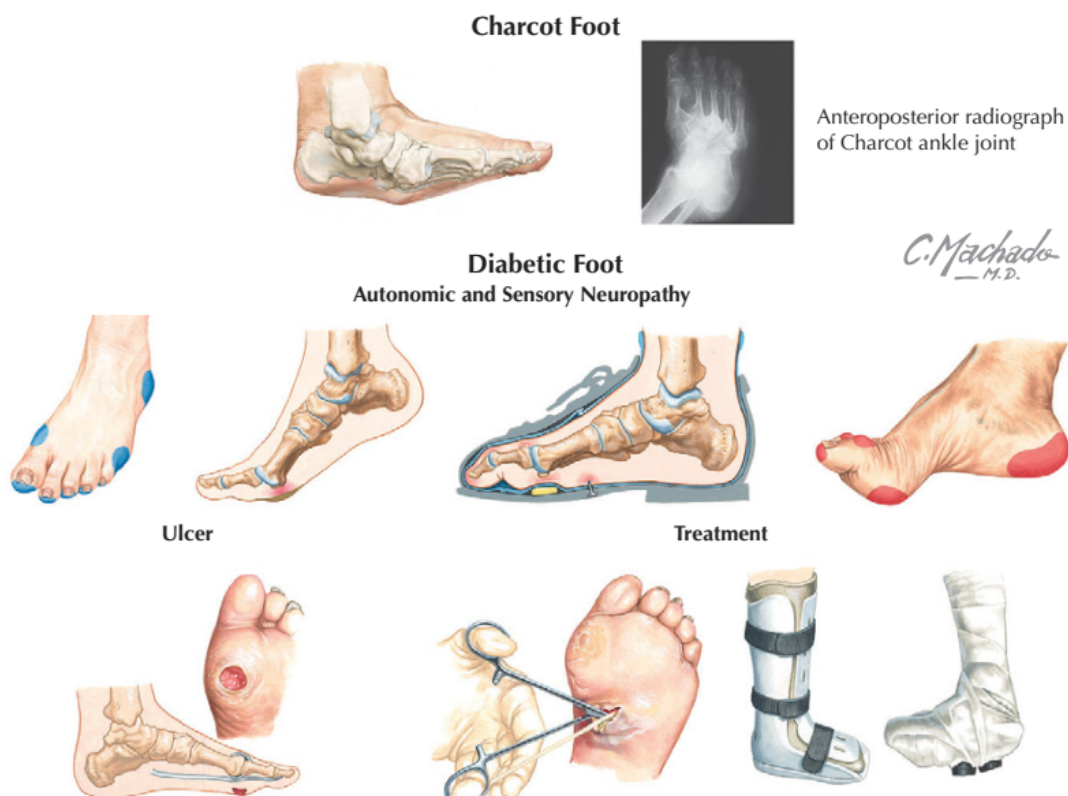 Charcot Foot
Anteroposterior radiograph
of Charcot ankle joint
C. Machado
M.D.
Diabetic Foot
Autonomic and Sensory Neuropathy
Ulcer
Treatment